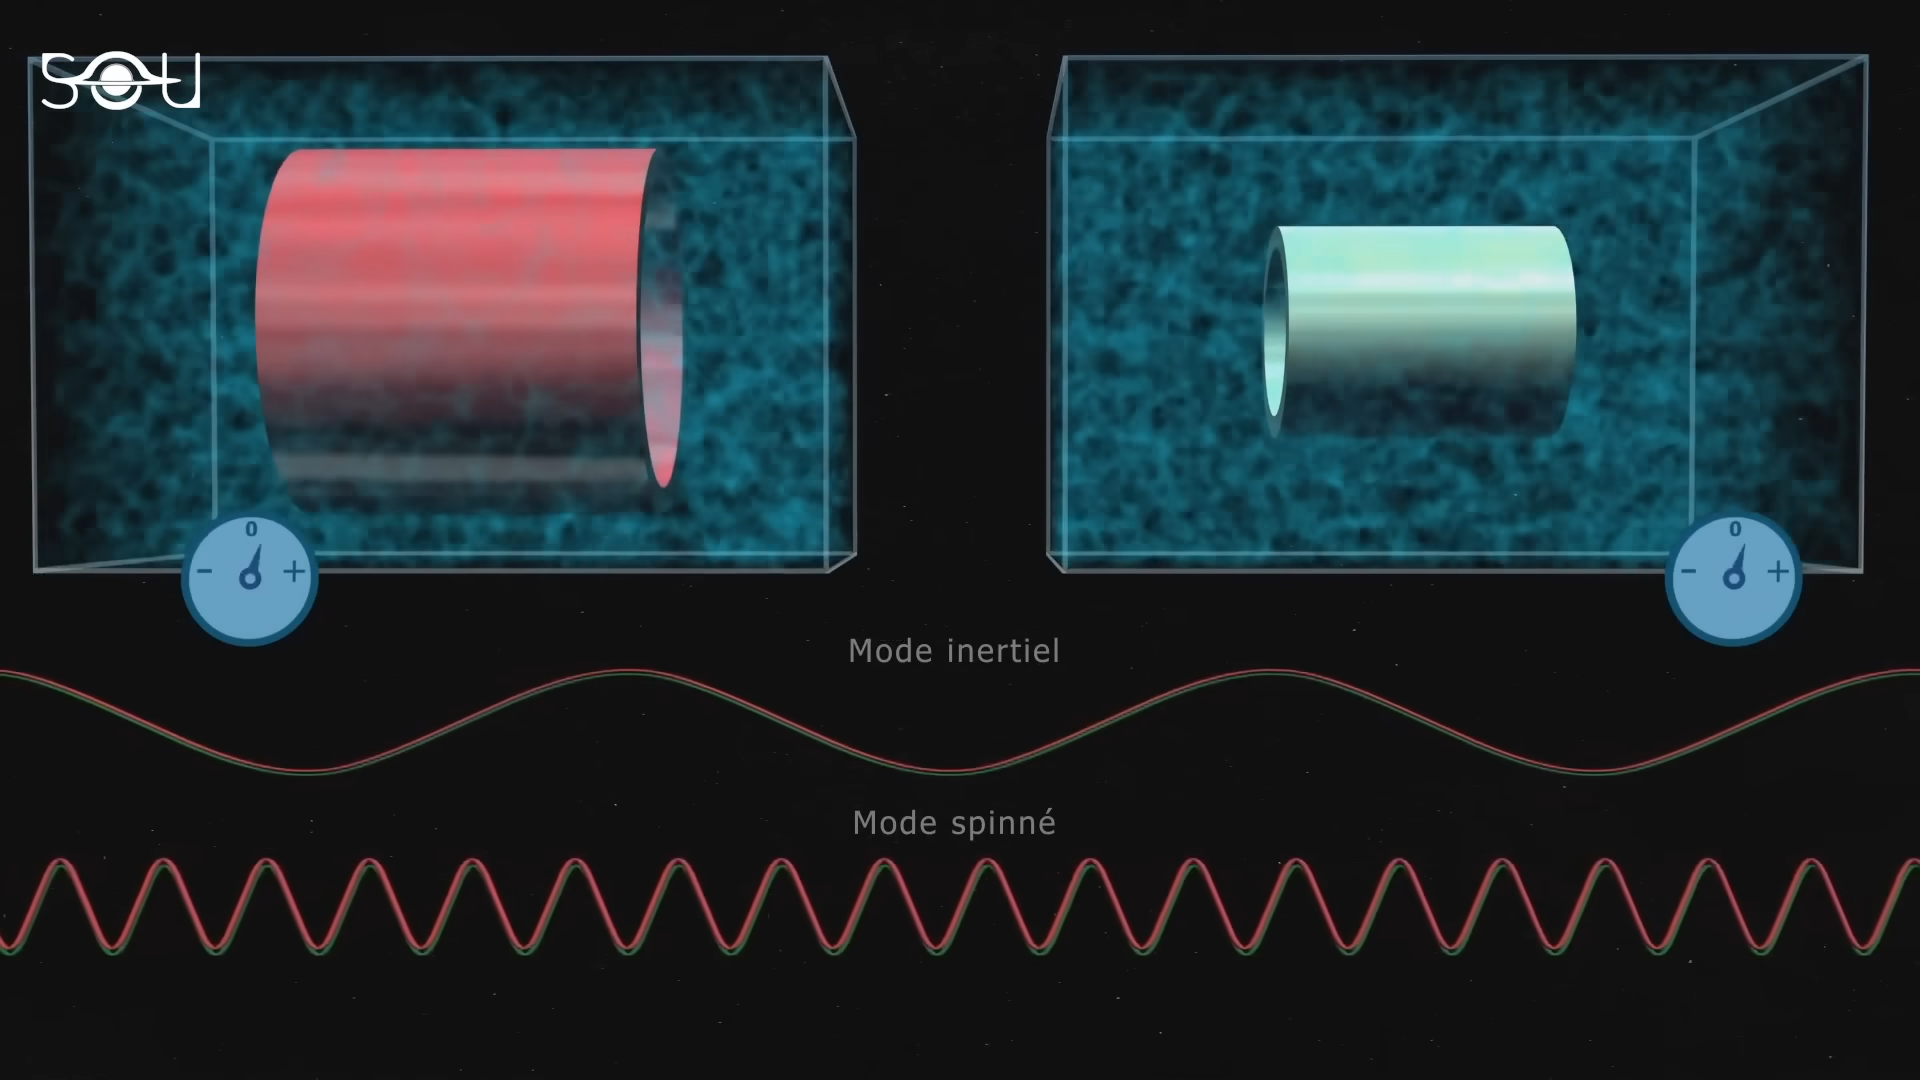 SOU
0
- +
0
- +
Mode inertiel
Mode spinné